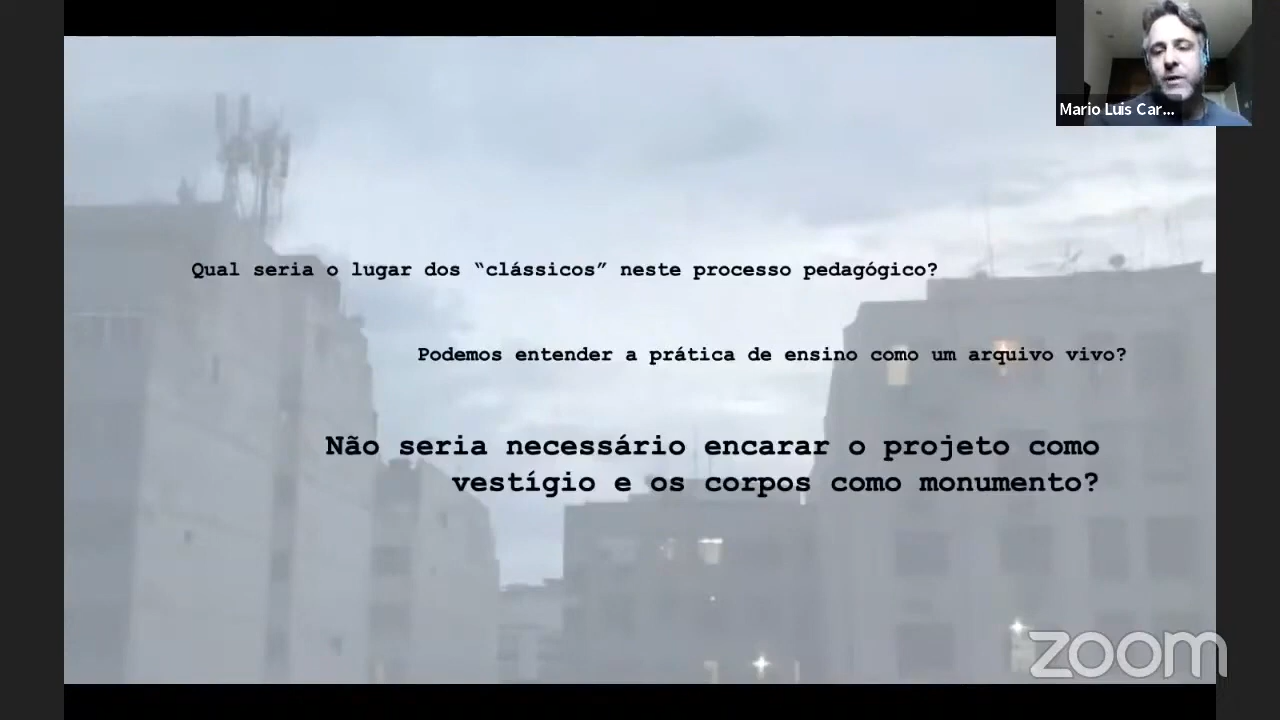 Mario Luis Car...
Qual seria o lugar dos “clássicos” neste processo pedagógico?
Podemos entender a prática de ensino como um arquivo vivo?
Não seria necessário encarar o projeto como
vestígio e os corpos como monumento?
zoom